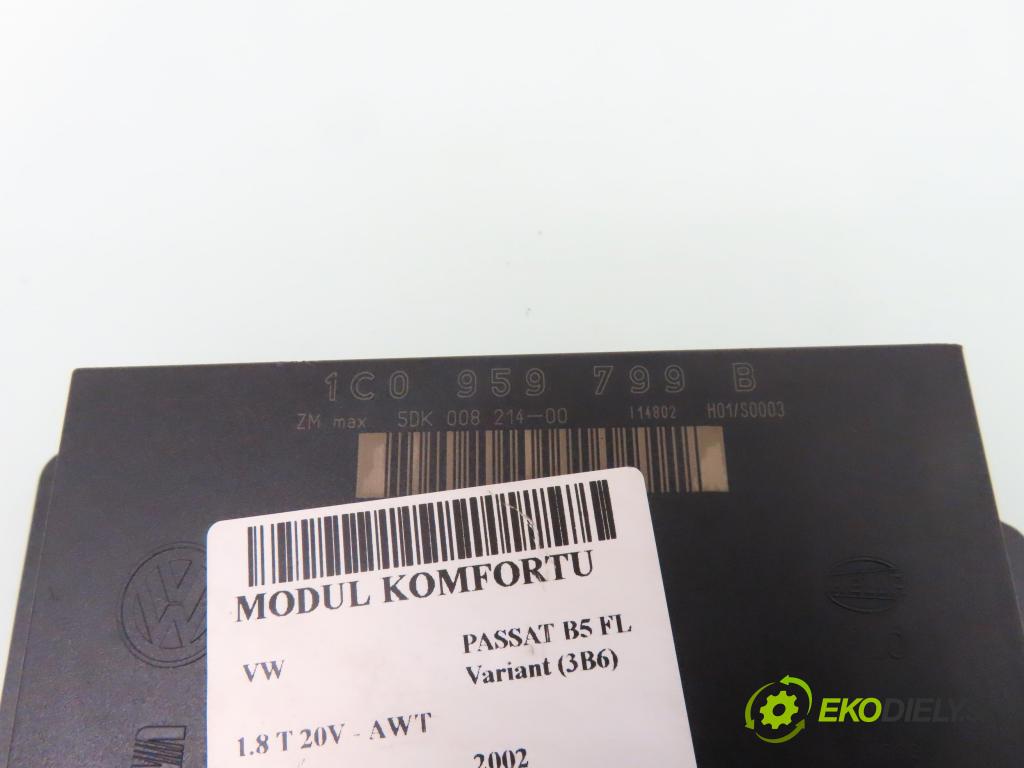 1C0 959 799 B
ZM max 5DK 008 214-00 114802 H01/S0003
MODUL KOMFORTU
VW PASSAT B5 FL
Variant (3B6)
1.8 T 20V - AWT
2002
EKODIELY